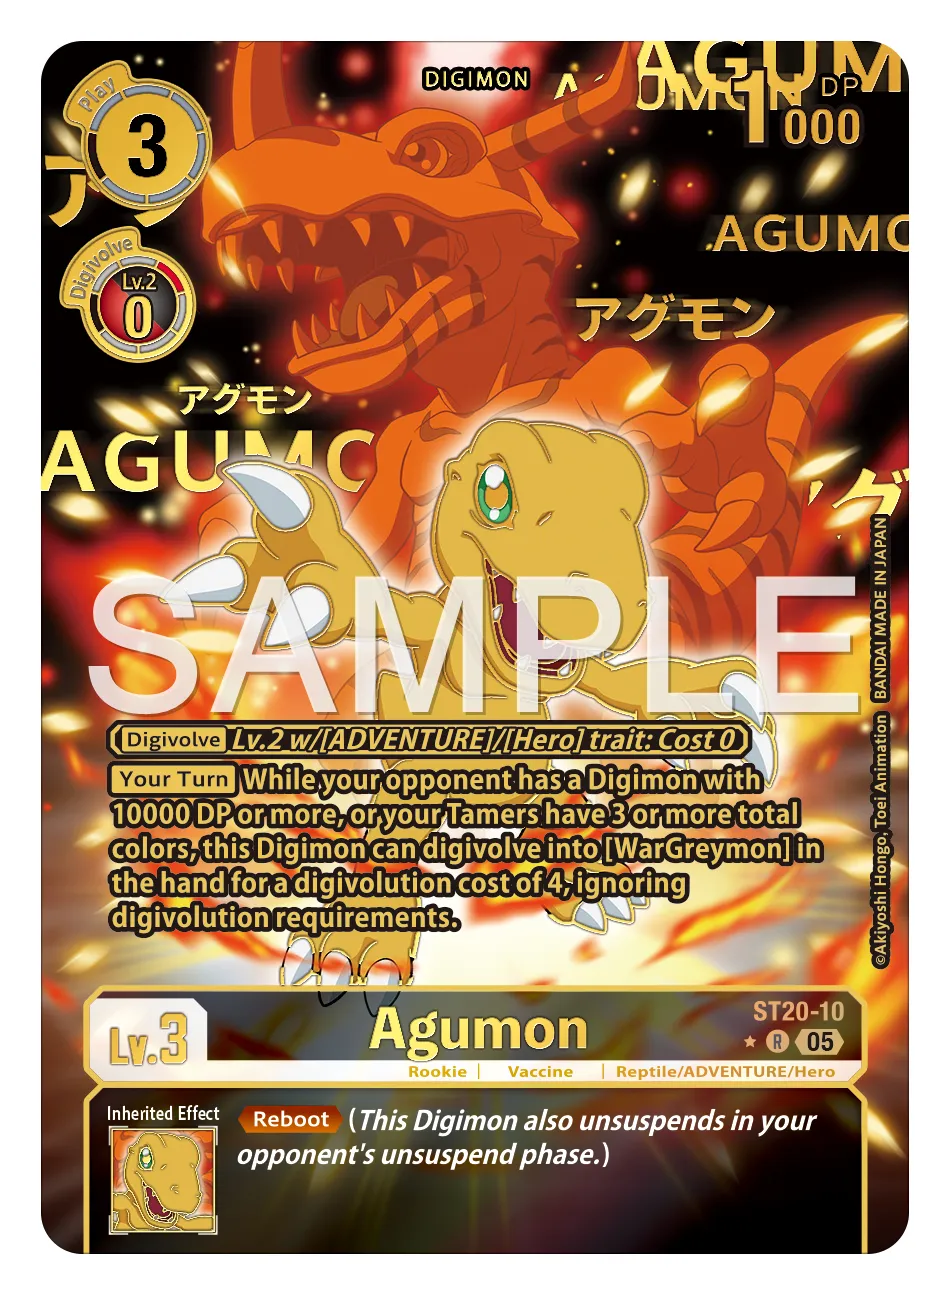 Play
3
DIGIMON
1000 DP
AGUM
AGUMON
Digivolve
Lv.2
0
AGUMO
アグモン
アグモン
AGUMO
アグ
SAMPLE
Digivolve Lv.2 w/[ADVENTURE]/[Hero] trait: Cost 0
Your Turn While your opponent has a Digimon with
10000 DP or more, or your Tamers have 3 or more total
colors, this Digimon can digivolve into [WarGreymon] in
the hand for a digivolution cost of 4, ignoring
digivolution requirements.
©Akiyoshi Hongo, Toei Animation BANDAI MADE IN JAPAN
Lv.3
Agumon
ST20-10
R 05
Rookie | Vaccine | Reptile/ADVENTURE/Hero
Inherited Effect
Reboot (This Digimon also unsuspends in your
opponent's unsuspend phase.)